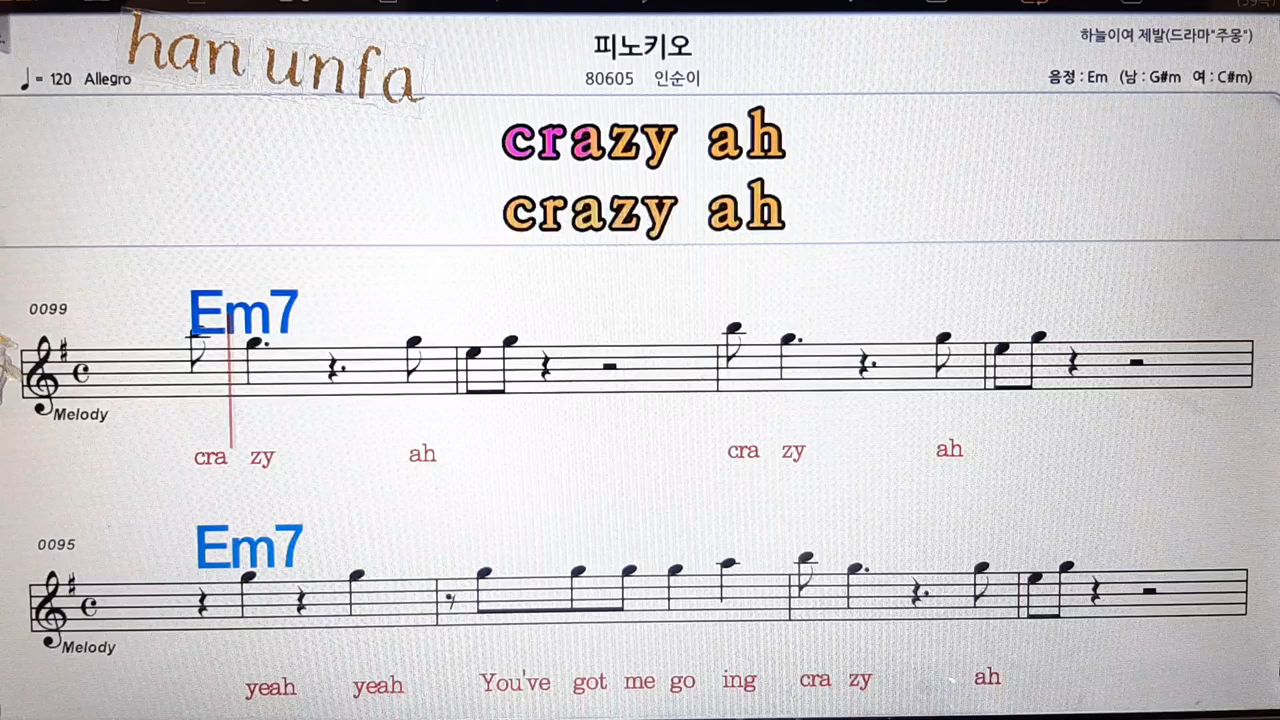 han unfa
피노키오
하늘이여 제발(드라마"주몽")
♩ = 120 Allegro
80605 인순이
음정 : Em (남 : G#m 여 : C#m)
crazy ah
crazy ah
0099
Em7
Melody
cra zy ah cra zy ah
0095
Em7
Melody
yeah yeah You've got me go ing cra zy ah